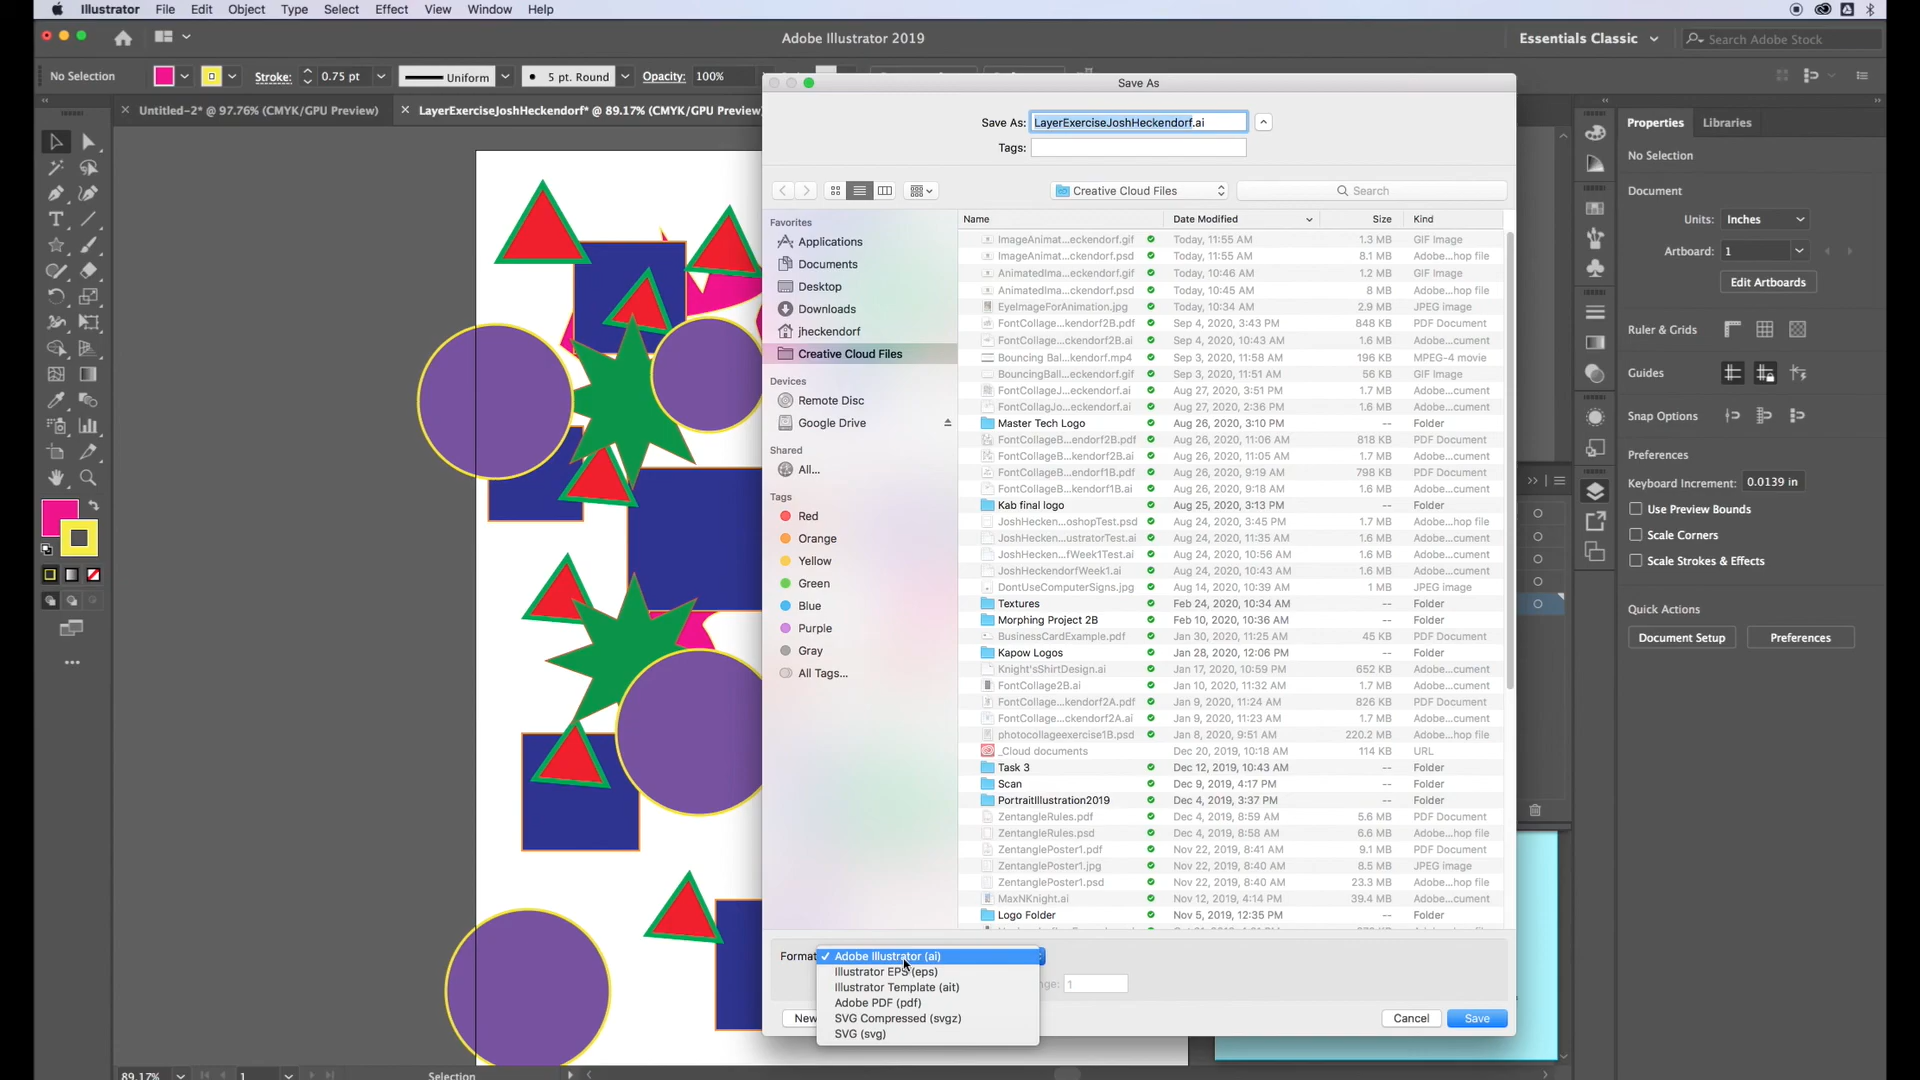 Illustrator File Edit Object Type Select Effect View Window Help
Adobe Illustrator 2019
Essentials Classic
Search Adobe Stock
No Selection
Stroke: 0.75 pt
Uniform
5 pt. Round
Opacity: 100%
Untitled-2* @ 97.76% (CMYK/GPU Preview)
LayerExerciseJoshHeckendorf* @ 89.17% (CMYK/GPU Preview)
Save As
Save As: LayerExerciseJoshHeckendorf.ai
Tags:
Creative Cloud Files
Search
Favorites
Applications
Documents
Desktop
Downloads
jheckendorf
Creative Cloud Files
Devices
Remote Disc
Google Drive
Shared
All...
Tags
Red
Orange
Yellow
Green
Blue
Purple
Gray
All Tags...
Name Date Modified Size Kind
ImageAnimat...eckendorf.gif Today, 11:55 AM 1.3 MB GIF Image
ImageAnimat...ckendorf.psd Today, 11:55 AM 8.1 MB Adobe...hop file
AnimatedIma...eckendorf.gif Today, 10:46 AM 1.2 MB GIF Image
AnimatedIma...ckendorf.psd Today, 10:45 AM 8 MB Adobe...hop file
EyeImageForAnimation.jpg Today, 10:34 AM 2.9 MB JPEG image
FontCollage...kendorf2B.pdf Sep 4, 2020, 3:43 PM 848 KB PDF Document
FontCollage...ckendorf2B.ai Sep 4, 2020, 10:43 AM 1.6 MB Adobe...cument
Bouncing Bal...kendorf.mp4 Sep 3, 2020, 11:58 AM 196 KB MPEG-4 movie
BouncingBall...eckendorf.gif Sep 3, 2020, 11:51 AM 56 KB GIF Image
FontCollageJ...eckendorf.ai Aug 27, 2020, 3:51 PM 1.7 MB Adobe...cument
FontCollagJo...eckendorf.ai Aug 27, 2020, 2:36 PM 1.6 MB Adobe...cument
Master Tech Logo Aug 26, 2020, 3:10 PM -- Folder
FontCollageB...endorf2B.pdf Aug 26, 2020, 11:06 AM 818 KB PDF Document
FontCollageB...kendorf2B.ai Aug 26, 2020, 11:05 AM 1.7 MB Adobe...cument
FontCollageB...endorf1B.pdf Aug 26, 2020, 9:19 AM 798 KB PDF Document
FontCollageB...kendorf1B.ai Aug 26, 2020, 9:18 AM 1.6 MB Adobe...cument
Kab final logo Aug 25, 2020, 3:13 PM -- Folder
JoshHecken...oshopTest.psd Aug 24, 2020, 3:45 PM 1.7 MB Adobe...hop file
JoshHecken...ustratorTest.ai Aug 24, 2020, 11:35 AM 1.6 MB Adobe...cument
JoshHecken...fWeek1Test.ai Aug 24, 2020, 10:56 AM 1.6 MB Adobe...cument
JoshHeckendorfWeek1.ai Aug 24, 2020, 10:43 AM 1.6 MB Adobe...cument
DontUseComputerSigns.jpg Aug 14, 2020, 10:39 AM 1 MB JPEG image
Textures Feb 24, 2020, 10:34 AM -- Folder
Morphing Project 2B Feb 10, 2020, 10:36 AM -- Folder
BusinessCardExample.pdf Jan 30, 2020, 11:25 AM 45 KB PDF Document
Kapow Logos Jan 28, 2020, 12:06 PM -- Folder
Knight'sShirtDesign.ai Jan 17, 2020, 10:59 PM 652 KB Adobe...cument
FontCollage2B.ai Jan 10, 2020, 11:32 AM 1.7 MB Adobe...cument
FontCollage...kendorf2A.pdf Jan 9, 2020, 11:24 AM 826 KB PDF Document
FontCollage...ckendorf2A.ai Jan 9, 2020, 11:23 AM 1.7 MB Adobe...cument
photocollageexercise1B.psd Jan 8, 2020, 9:51 AM 220.2 MB Adobe...hop file
_Cloud documents Dec 20, 2019, 10:18 AM 114 KB URL
Task 3 Dec 12, 2019, 10:43 AM -- Folder
Scan Dec 9, 2019, 4:17 PM -- Folder
PortraitIllustration2019 Dec 4, 2019, 3:37 PM -- Folder
ZentangleRules.pdf Dec 4, 2019, 8:59 AM 5.6 MB PDF Document
ZentangleRules.psd Dec 4, 2019, 8:58 AM 6.6 MB Adobe...hop file
ZentanglePoster1.pdf Nov 22, 2019, 8:41 AM 9.1 MB PDF Document
ZentanglePoster1.jpg Nov 22, 2019, 8:40 AM 8.5 MB JPEG image
ZentanglePoster1.psd Nov 22, 2019, 8:40 AM 23.3 MB Adobe...hop file
MaxNKnight.ai Nov 12, 2019, 4:14 PM 39.4 MB Adobe...cument
Logo Folder Nov 5, 2019, 12:35 PM -- Folder
Format
Adobe Illustrator (ai)
Illustrator EPS (eps)
Illustrator Template (ait)
Adobe PDF (pdf)
SVG Compressed (svgz)
SVG (svg)
nge: 1
New
Cancel
Save
Properties
Libraries
No Selection
Document
Units: Inches
Artboard: 1
Edit Artboards
Ruler & Grids
Guides
Snap Options
Preferences
Keyboard Increment: 0.0139 in
Use Preview Bounds
Scale Corners
Scale Strokes & Effects
Quick Actions
Document Setup
Preferences
89.17%
1
Selection